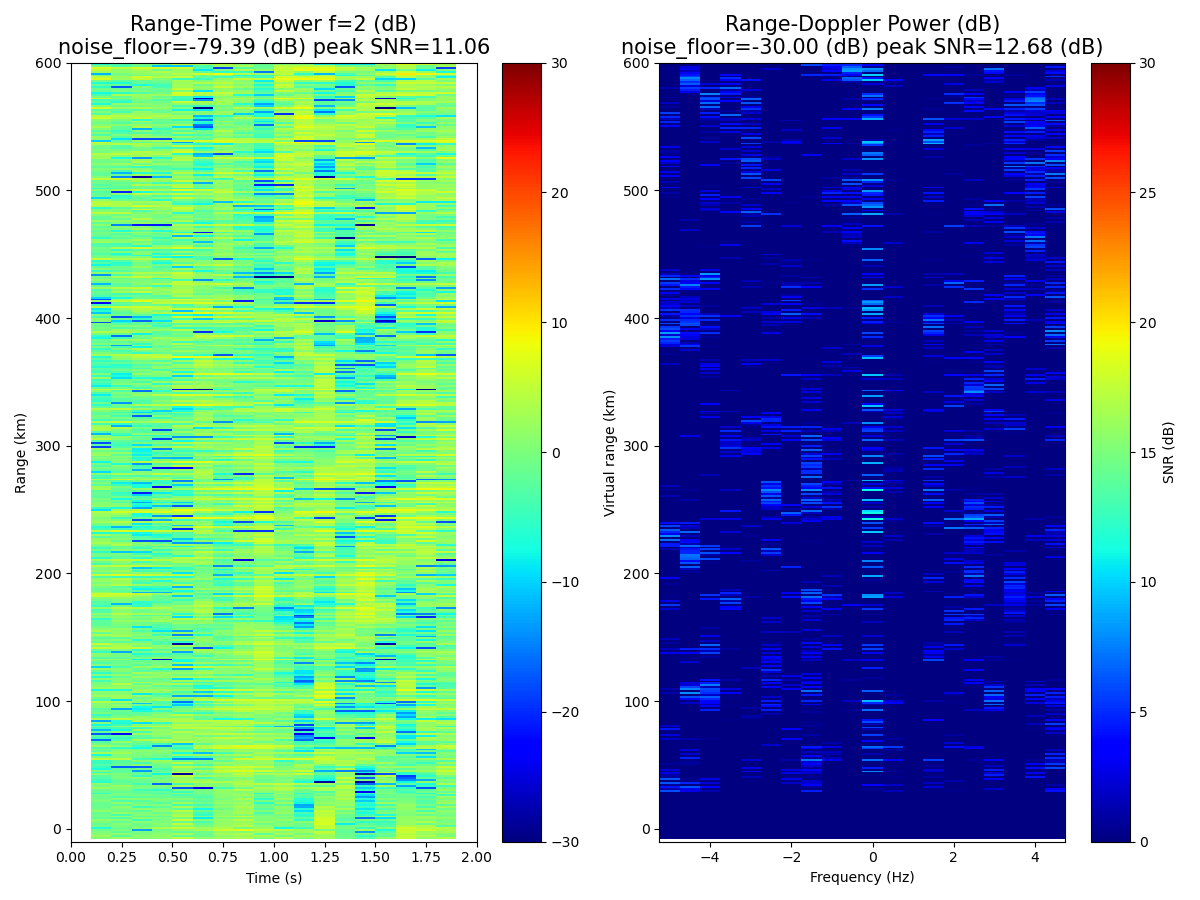 Range-Time Power f=2 (dB)
noise_floor=-79.39 (dB) peak SNR=11.06
Range (km)
600
500
400
300
200
100
0
0.00 0.25 0.50 0.75 1.00 1.25 1.50 1.75 2.00
Time (s)
30
20
10
0
−10
−20
−30
Range-Doppler Power (dB)
noise_floor=-30.00 (dB) peak SNR=12.68 (dB)
Virtual range (km)
600
500
400
300
200
100
0
−4 −2 0 2 4
Frequency (Hz)
30
25
20
15
10
5
0
SNR (dB)